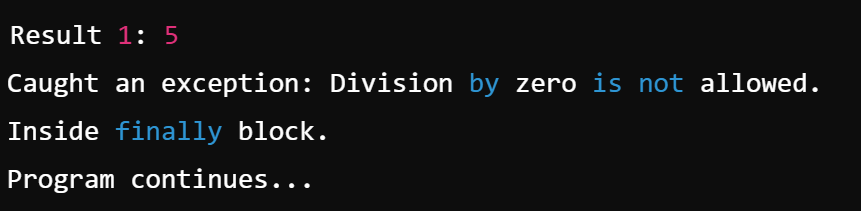 Result 1: 5
Caught an exception: Division by zero is not allowed.
Inside finally block.
Program continues...